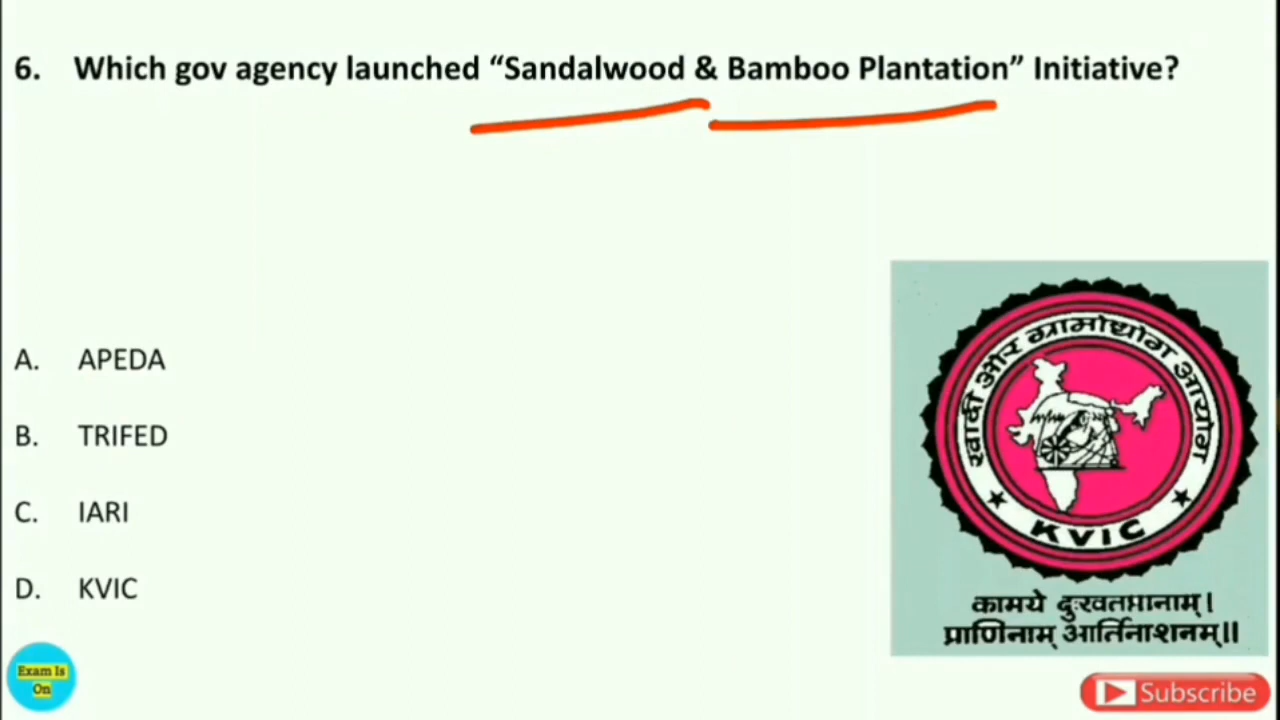 6. Which gov agency launched “Sandalwood & Bamboo Plantation” Initiative?
A. APEDA
B. TRIFED
C. IARI
D. KVIC
खादी और ग्रामोद्योग आयोग
KVIC
कामये दुःखतप्तानाम्।
प्राणिनाम् आर्तिनाशनम्॥
Exam Is
On
Subscribe